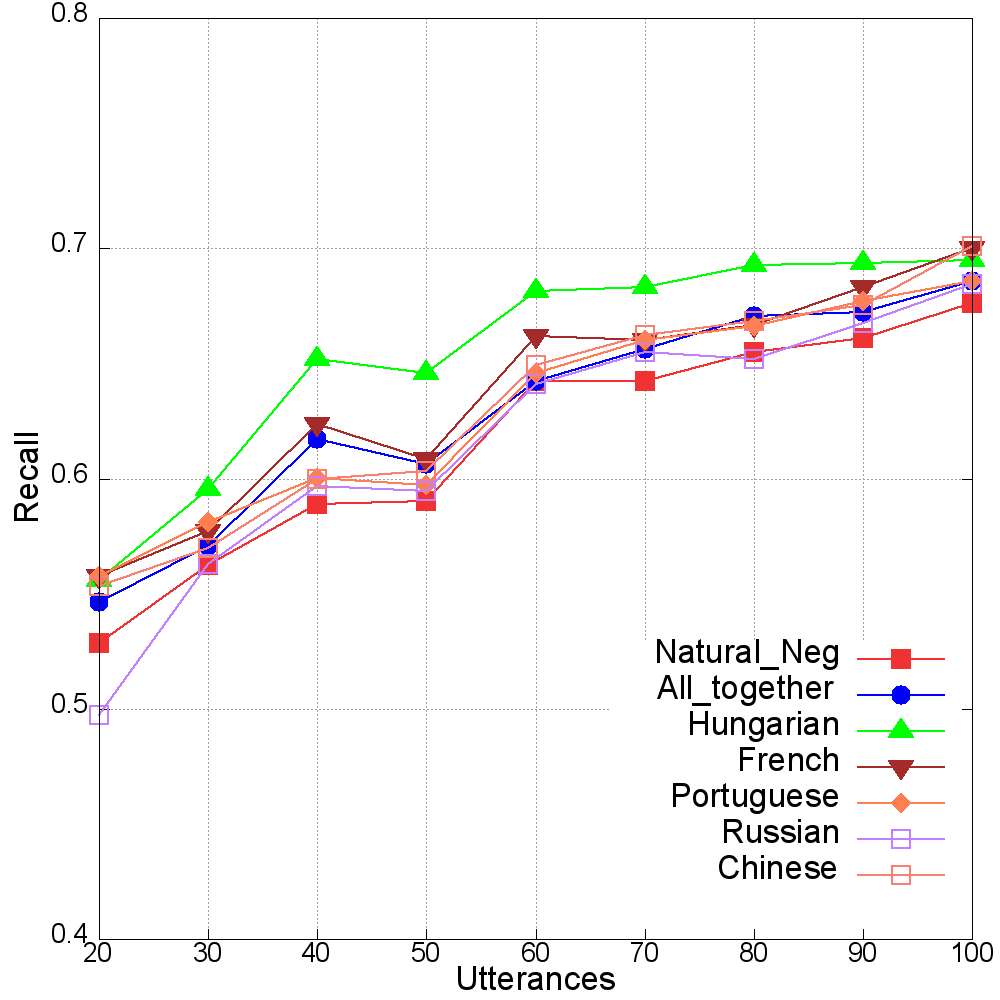 0.8
0.7
0.6
0.5
0.4
Recall
Natural_Neg
All_together
Hungarian
French
Portuguese
Russian
Chinese
20 30 40 50 60 70 80 90 100
Utterances